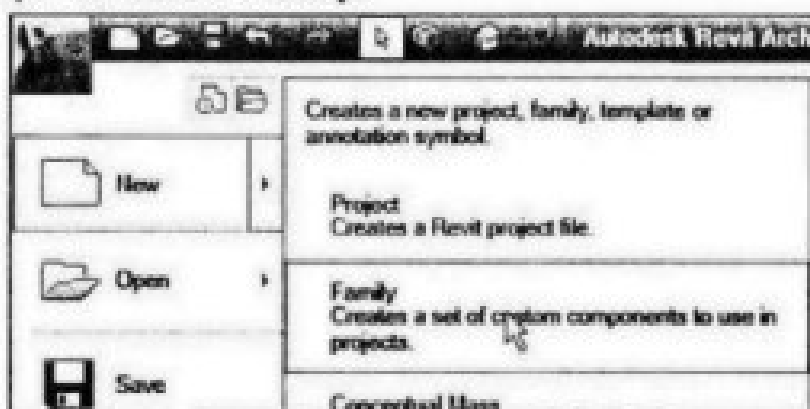 Autodesk Revit Arch
Creates a new project, family, template or
annotation symbol.
New
Project
Creates a Revit project file.
Open
Family
Creates a set of custom components to use in
projects.
Save
Conceptual Mass